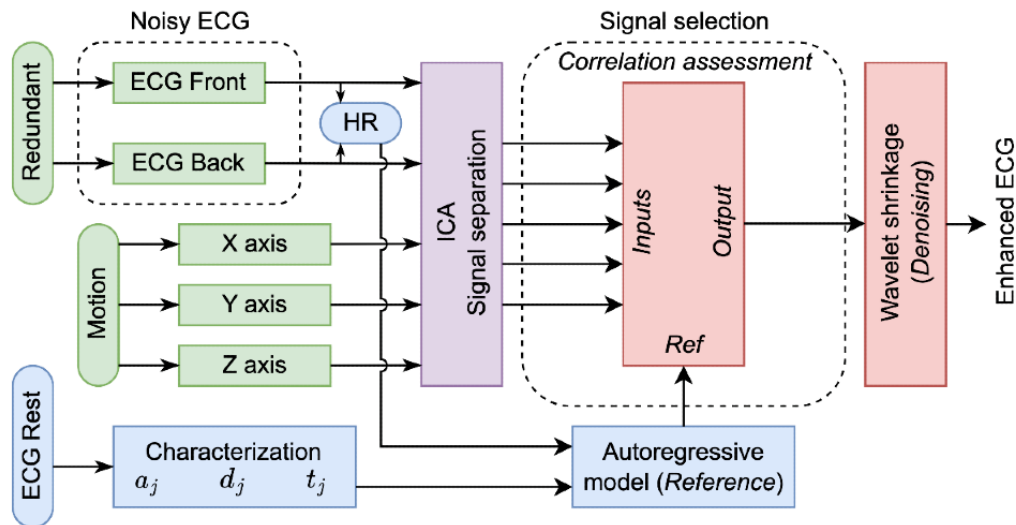 Noisy ECG
Signal selection
Redundant
ECG Front
HR
ECG Back
Correlation assessment
ICA
Signal separation
Inputs
Output
Ref
Wavelet shrinkage
(Denoising)
Enhanced ECG
Motion
X axis
Y axis
Z axis
ECG Rest
Characterization
a_j d_j t_j
Autoregressive
model (Reference)